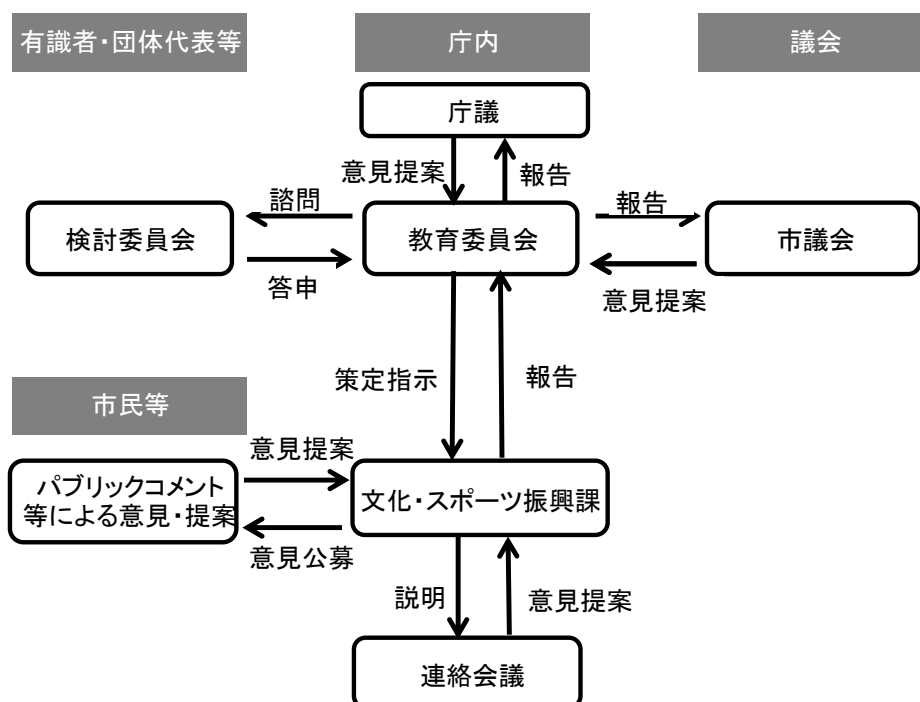 有識者・団体代表等
庁内
議会
庁議
意見提案
報告
諮問
報告
検討委員会
教育委員会
市議会
答申
意見提案
策定指示
報告
市民等
意見提案
パブリックコメント
等による意見・提案
文化・スポーツ振興課
意見公募
説明
意見提案
連絡会議